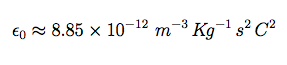 ϵ₀ ≈ 8.85 × 10⁻¹² m⁻³ Kg⁻¹ s² C²